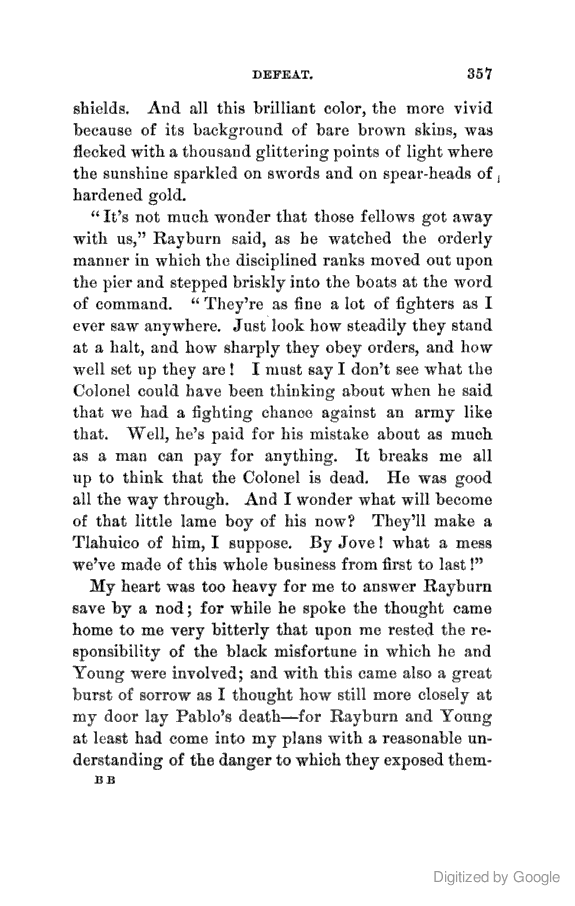 DEFEAT. 357
shields. And all this brilliant color, the more vivid
because of its background of bare brown skins, was
flecked with a thousand glittering points of light where
the sunshine sparkled on swords and on spear-heads of
hardened gold.
“It's not much wonder that those fellows got away
with us,” Rayburn said, as he watched the orderly
manner in which the disciplined ranks moved out upon
the pier and stepped briskly into the boats at the word
of command. “They're as fine a lot of fighters as I
ever saw anywhere. Just look how steadily they stand
at a halt, and how sharply they obey orders, and how
well set up they are! I must say I don't see what the
Colonel could have been thinking about when he said
that we had a fighting chance against an army like
that. Well, he's paid for his mistake about as much
as a man can pay for anything. It breaks me all
up to think that the Colonel is dead. He was good
all the way through. And I wonder what will become
of that little lame boy of his now? They'll make a
Tlahuico of him, I suppose. By Jove! what a mess
we've made of this whole business from first to last!”
My heart was too heavy for me to answer Rayburn
save by a nod; for while he spoke the thought came
home to me very bitterly that upon me rested the re-
sponsibility of the black misfortune in which he and
Young were involved; and with this came also a great
burst of sorrow as I thought how still more closely at
my door lay Pablo's death—for Rayburn and Young
at least had come into my plans with a reasonable un-
derstanding of the danger to which they exposed them-
B B
Digitized by Google